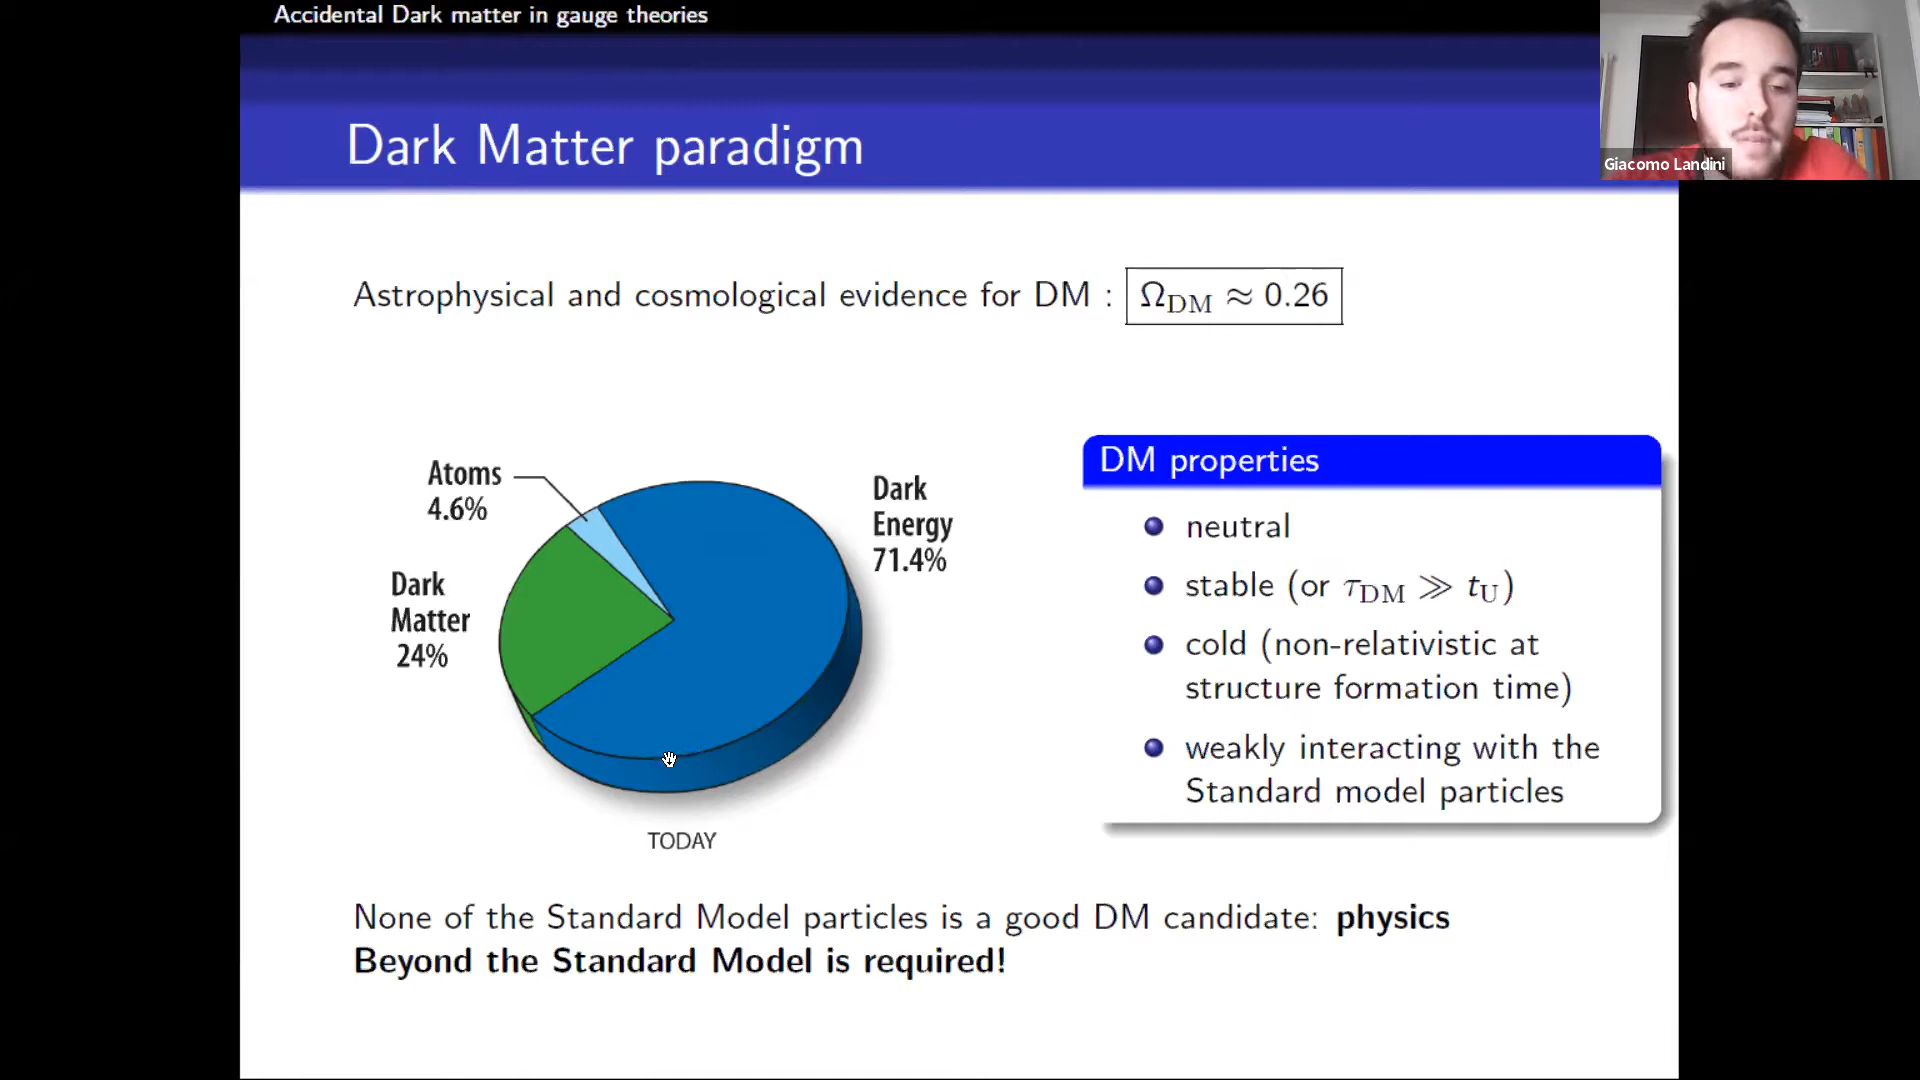 Accidental Dark matter in gauge theories
Giacomo Landini
Dark Matter paradigm
Astrophysical and cosmological evidence for DM : Ω_DM ≈ 0.26
Atoms
4.6%
Dark
Energy
71.4%
Dark
Matter
24%
TODAY
DM properties
neutral
stable (or τ_DM ≫ t_U)
cold (non-relativistic at
structure formation time)
weakly interacting with the
Standard model particles
None of the Standard Model particles is a good DM candidate: physics
Beyond the Standard Model is required!